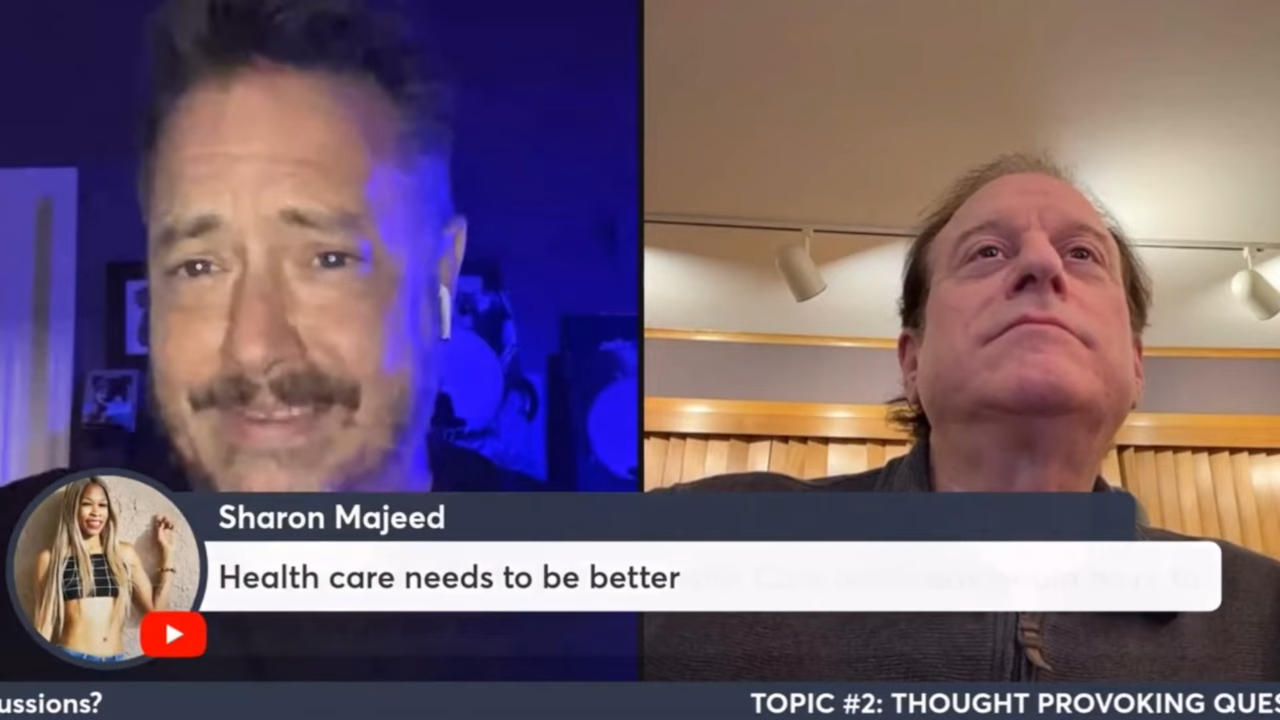 Sharon Majeed
Health care needs to be better
ussions?
TOPIC #2: THOUGHT PROVOKING QUES